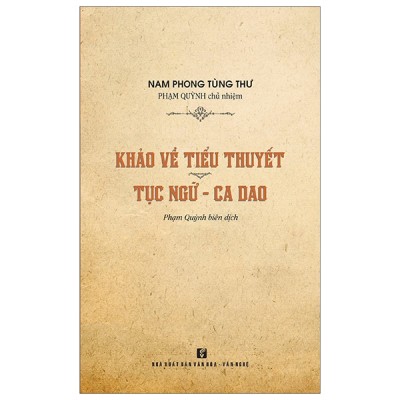 NAM PHONG TÙNG THƯ
PHẠM QUỲNH chủ nhiệm
KHẢO VỀ TIỂU THUYẾT
TỤC NGỮ - CA DAO
Phạm Quỳnh biên dịch
NHÀ XUẤT BẢN VĂN HÓA - VĂN NGHỆ